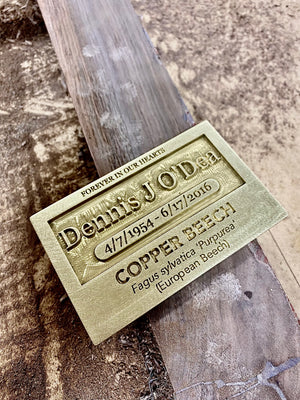 FOREVER IN OUR HEARTS
Dennis J O'Dea
4/7/1954 - 6/17/2016
COPPER BEECH
Fagus sylvatica 'Purpurea'
(European Beech)